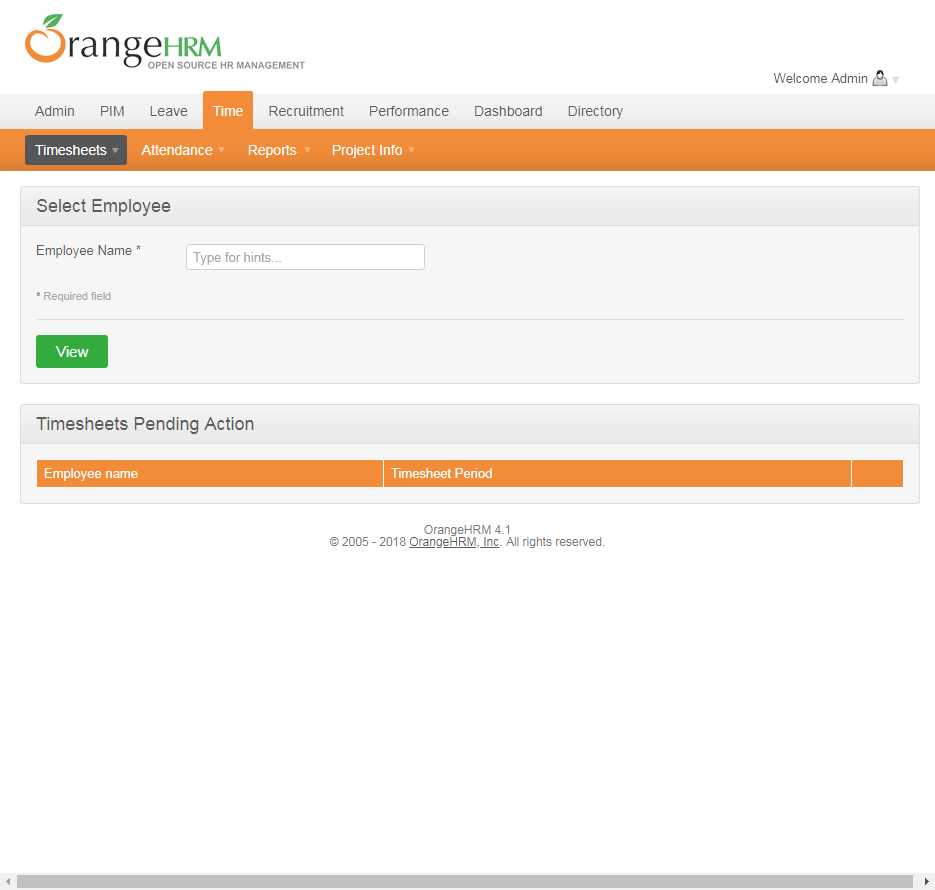 OrangeHRM
OPEN SOURCE HR MANAGEMENT
Welcome Admin
Admin PIM Leave Time Recruitment Performance Dashboard Directory
Timesheets Attendance Reports Project Info
Select Employee
Employee Name * Type for hints...
* Required field
View
Timesheets Pending Action
Employee name Timesheet Period
OrangeHRM 4.1
© 2005 - 2018 OrangeHRM, Inc. All rights reserved.